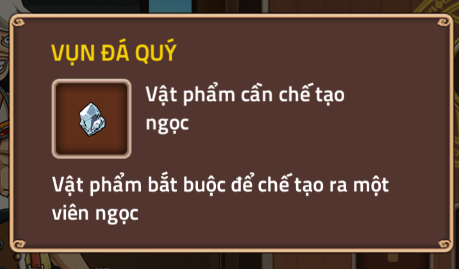 VỤN ĐÁ QUÝ
Vật phẩm cần chế tạo
ngọc
Vật phẩm bắt buộc để chế tạo ra một
viên ngọc